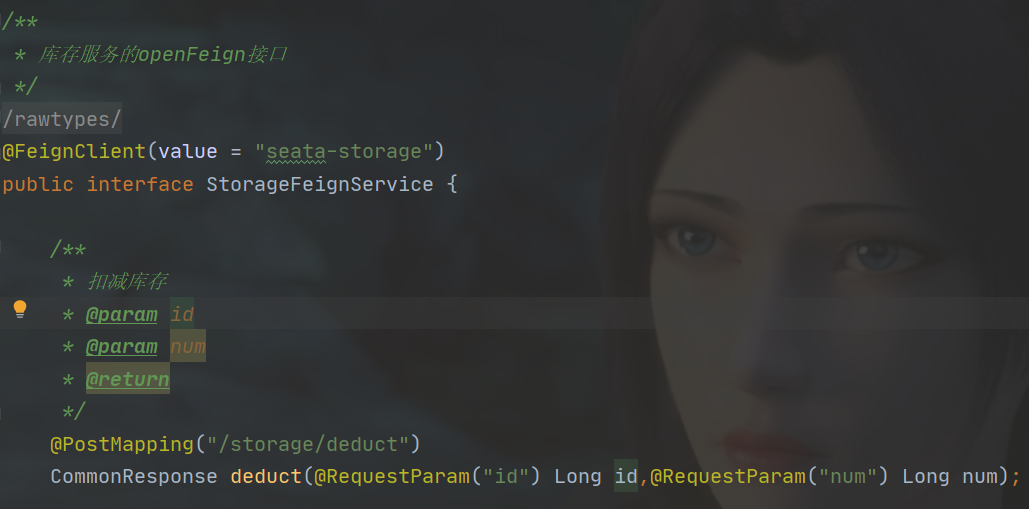 /**
 * 库存服务的openFeign接口
 */
/rawtypes/
@FeignClient(value = "seata-storage")
public interface StorageFeignService {
/**
 * 扣减库存
 * @param id
 * @param num
 * @return
 */
@PostMapping("/storage/deduct")
CommonResponse deduct(@RequestParam("id") Long id,@RequestParam("num") Long num);